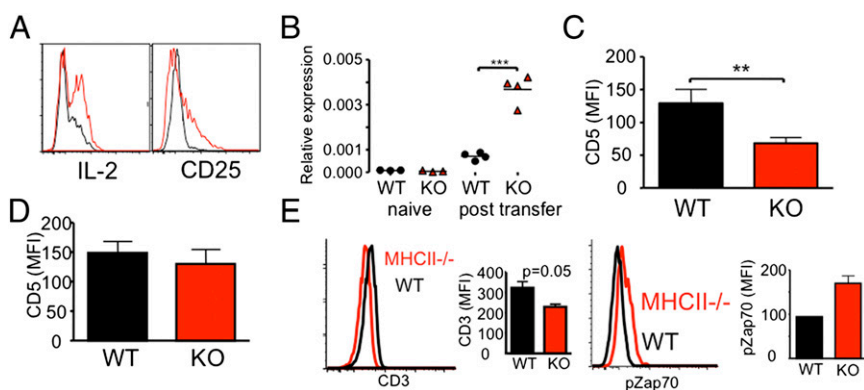 A
IL-2
CD25
B
Relative expression
0.005
0.003
0.001
0.000
***
WT KO WT KO
naive post transfer
C
CD5 (MFI)
200
150
100
50
0
**
WT KO
D
CD5 (MFI)
200
150
100
50
0
WT KO
E
MHCII-/-
WT
CD3
CD3 (MFI)
400
300
200
100
0
p=0.05
WT KO
MHCII-/-
WT
pZap70
pZap70 (MFI)
200
100
0
WT KO